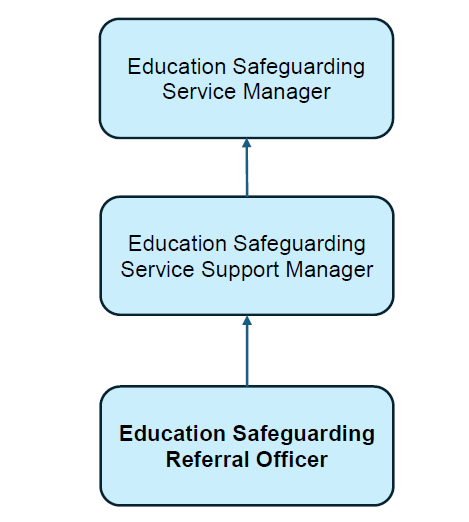 Education Safeguarding
Service Manager
Education Safeguarding
Service Support Manager
Education Safeguarding
Referral Officer